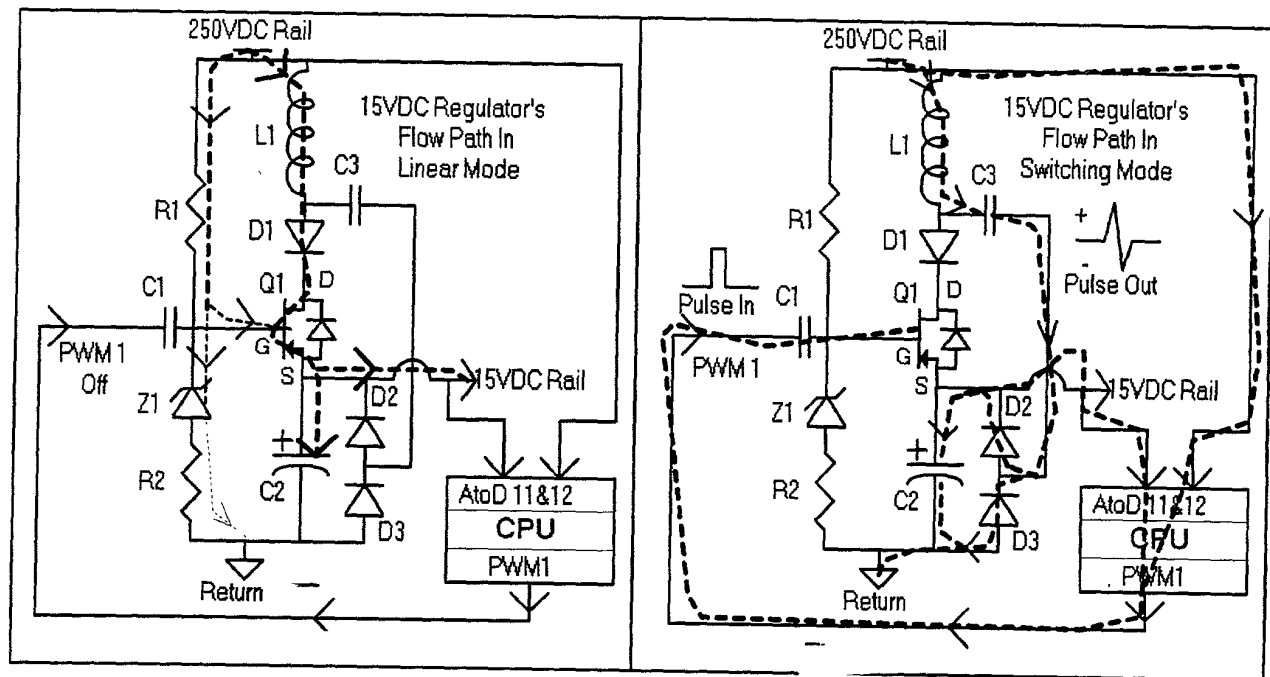 250VDC Rail
15VDC Regulator's
Flow Path In
Linear Mode
L1
C3
R1
D1
Q1
D
C1
G
S
PWM 1
Off
15VDC Rail
D2
Z1
+
R2
C2
D3
AtoD 11&12
CPU
PWM1
Return
250VDC Rail
15VDC Regulator's
Flow Path In
Switching Mode
L1
C3
R1
D1
+
Pulse Out
Q1
D
Pulse In
C1
G
S
PWM 1
15VDC Rail
D2
Z1
+
R2
C2
D3
AtoD 11&12
CPU
PWM1
Return